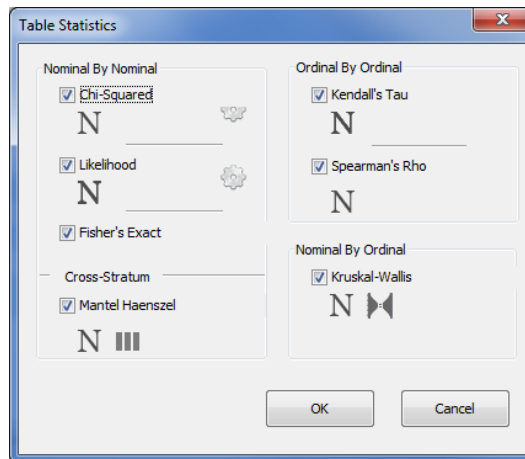 Table Statistics
Nominal By Nominal
Chi-Squared
N
Likelihood
N
Fisher's Exact
Cross-Stratum
Mantel Haenszel
N
Ordinal By Ordinal
Kendall's Tau
N
Spearman's Rho
N
Nominal By Ordinal
Kruskal-Wallis
N
OK
Cancel